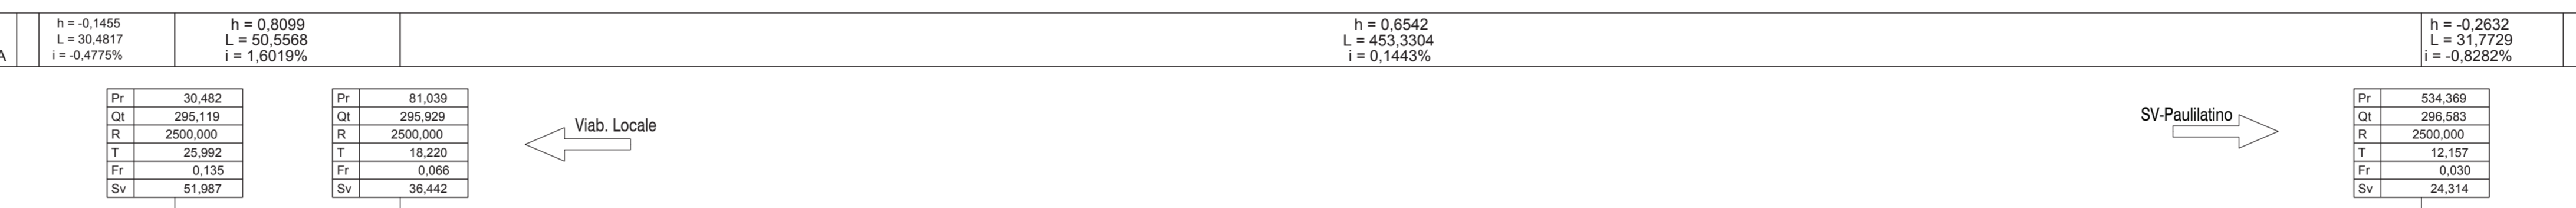 A
h = -0,1455
L = 30,4817
i = -0,4775%
h = 0,8099
L = 50,5568
i = 1,6019%
h = 0,6542
L = 453,3304
i = 0,1443%
h = -0,2632
L = 31,7729
i = -0,8282%
Pr 30,482
Qt 295,119
R 2500,000
T 25,992
Fr 0,135
Sv 51,987
Pr 81,039
Qt 295,929
R 2500,000
T 18,220
Fr 0,066
Sv 36,442
Viab. Locale
SV-Paulilatino
Pr 534,369
Qt 296,583
R 2500,000
T 12,157
Fr 0,030
Sv 24,314